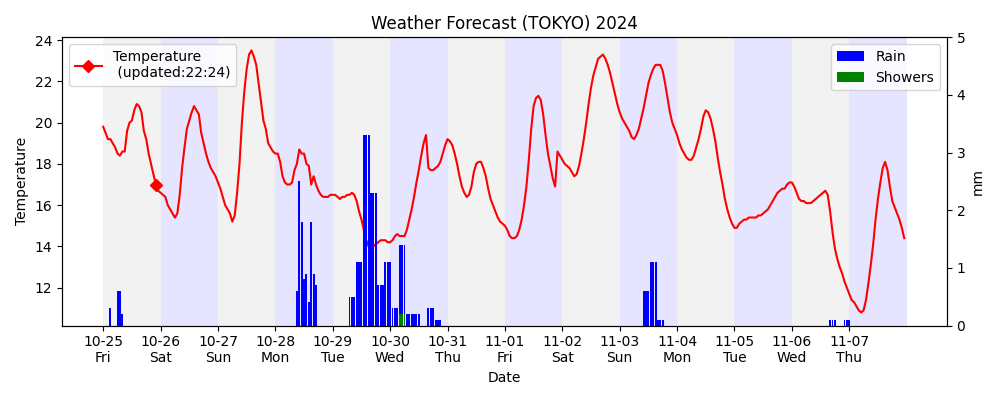 Weather Forecast (TOKYO) 2024
Temperature
(updated:22:24)
Rain
Showers
Temperature
24
22
20
18
16
14
12
5
4
3
2
1
0
mm
10-25 10-26 10-27 10-28 10-29 10-30 10-31 11-01 11-02 11-03 11-04 11-05 11-06 11-07
Fri Sat Sun Mon Tue Wed Thu Fri Sat Sun Mon Tue Wed Thu
Date